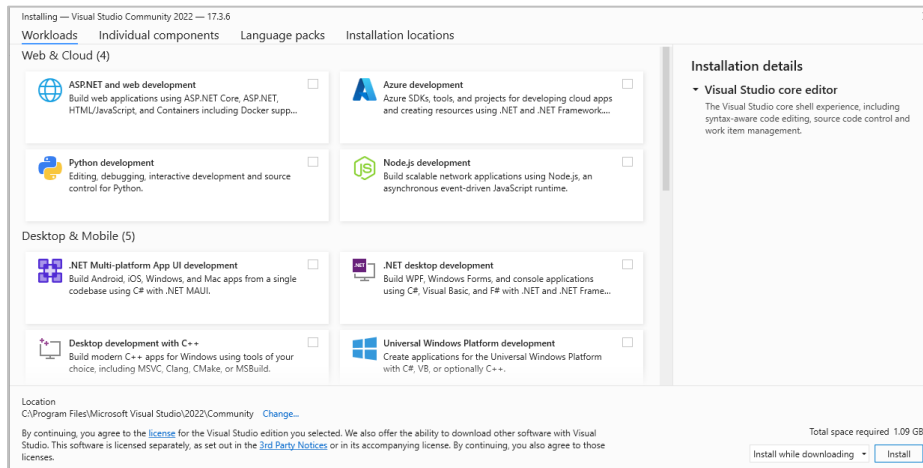 Installing — Visual Studio Community 2022 — 17.3.6
Workloads Individual components Language packs Installation locations
Web & Cloud (4)
ASP.NET and web development
Build web applications using ASP.NET Core, ASP.NET,
HTML/JavaScript, and Containers including Docker supp...
Azure development
Azure SDKs, tools, and projects for developing cloud apps
and creating resources using .NET and .NET Framework....
Python development
Editing, debugging, interactive development and source
control for Python.
JS
Node.js development
Build scalable network applications using Node.js, an
asynchronous event-driven JavaScript runtime.
Desktop & Mobile (5)
.NET Multi-platform App UI development
Build Android, iOS, Windows, and Mac apps from a single
codebase using C# with .NET MAUI.
.NET
.NET desktop development
Build WPF, Windows Forms, and console applications
using C#, Visual Basic, and F# with .NET and .NET Frame...
Desktop development with C++
Build modern C++ apps for Windows using tools of your
choice, including MSVC, Clang, CMake, or MSBuild.
Universal Windows Platform development
Create applications for the Universal Windows Platform
with C#, VB, or optionally C++.
Installation details
Visual Studio core editor
The Visual Studio core shell experience, including
syntax-aware code editing, source code control and
work item management.
Location
C:\Program Files\Microsoft Visual Studio\2022\Community Change...
By continuing, you agree to the license for the Visual Studio edition you selected. We also offer the ability to download other software with Visual
Studio. This software is licensed separately, as set out in the 3rd Party Notices or in its accompanying license. By continuing, you also agree to those
licenses.
Total space required 1.09 GB
Install while downloading Install